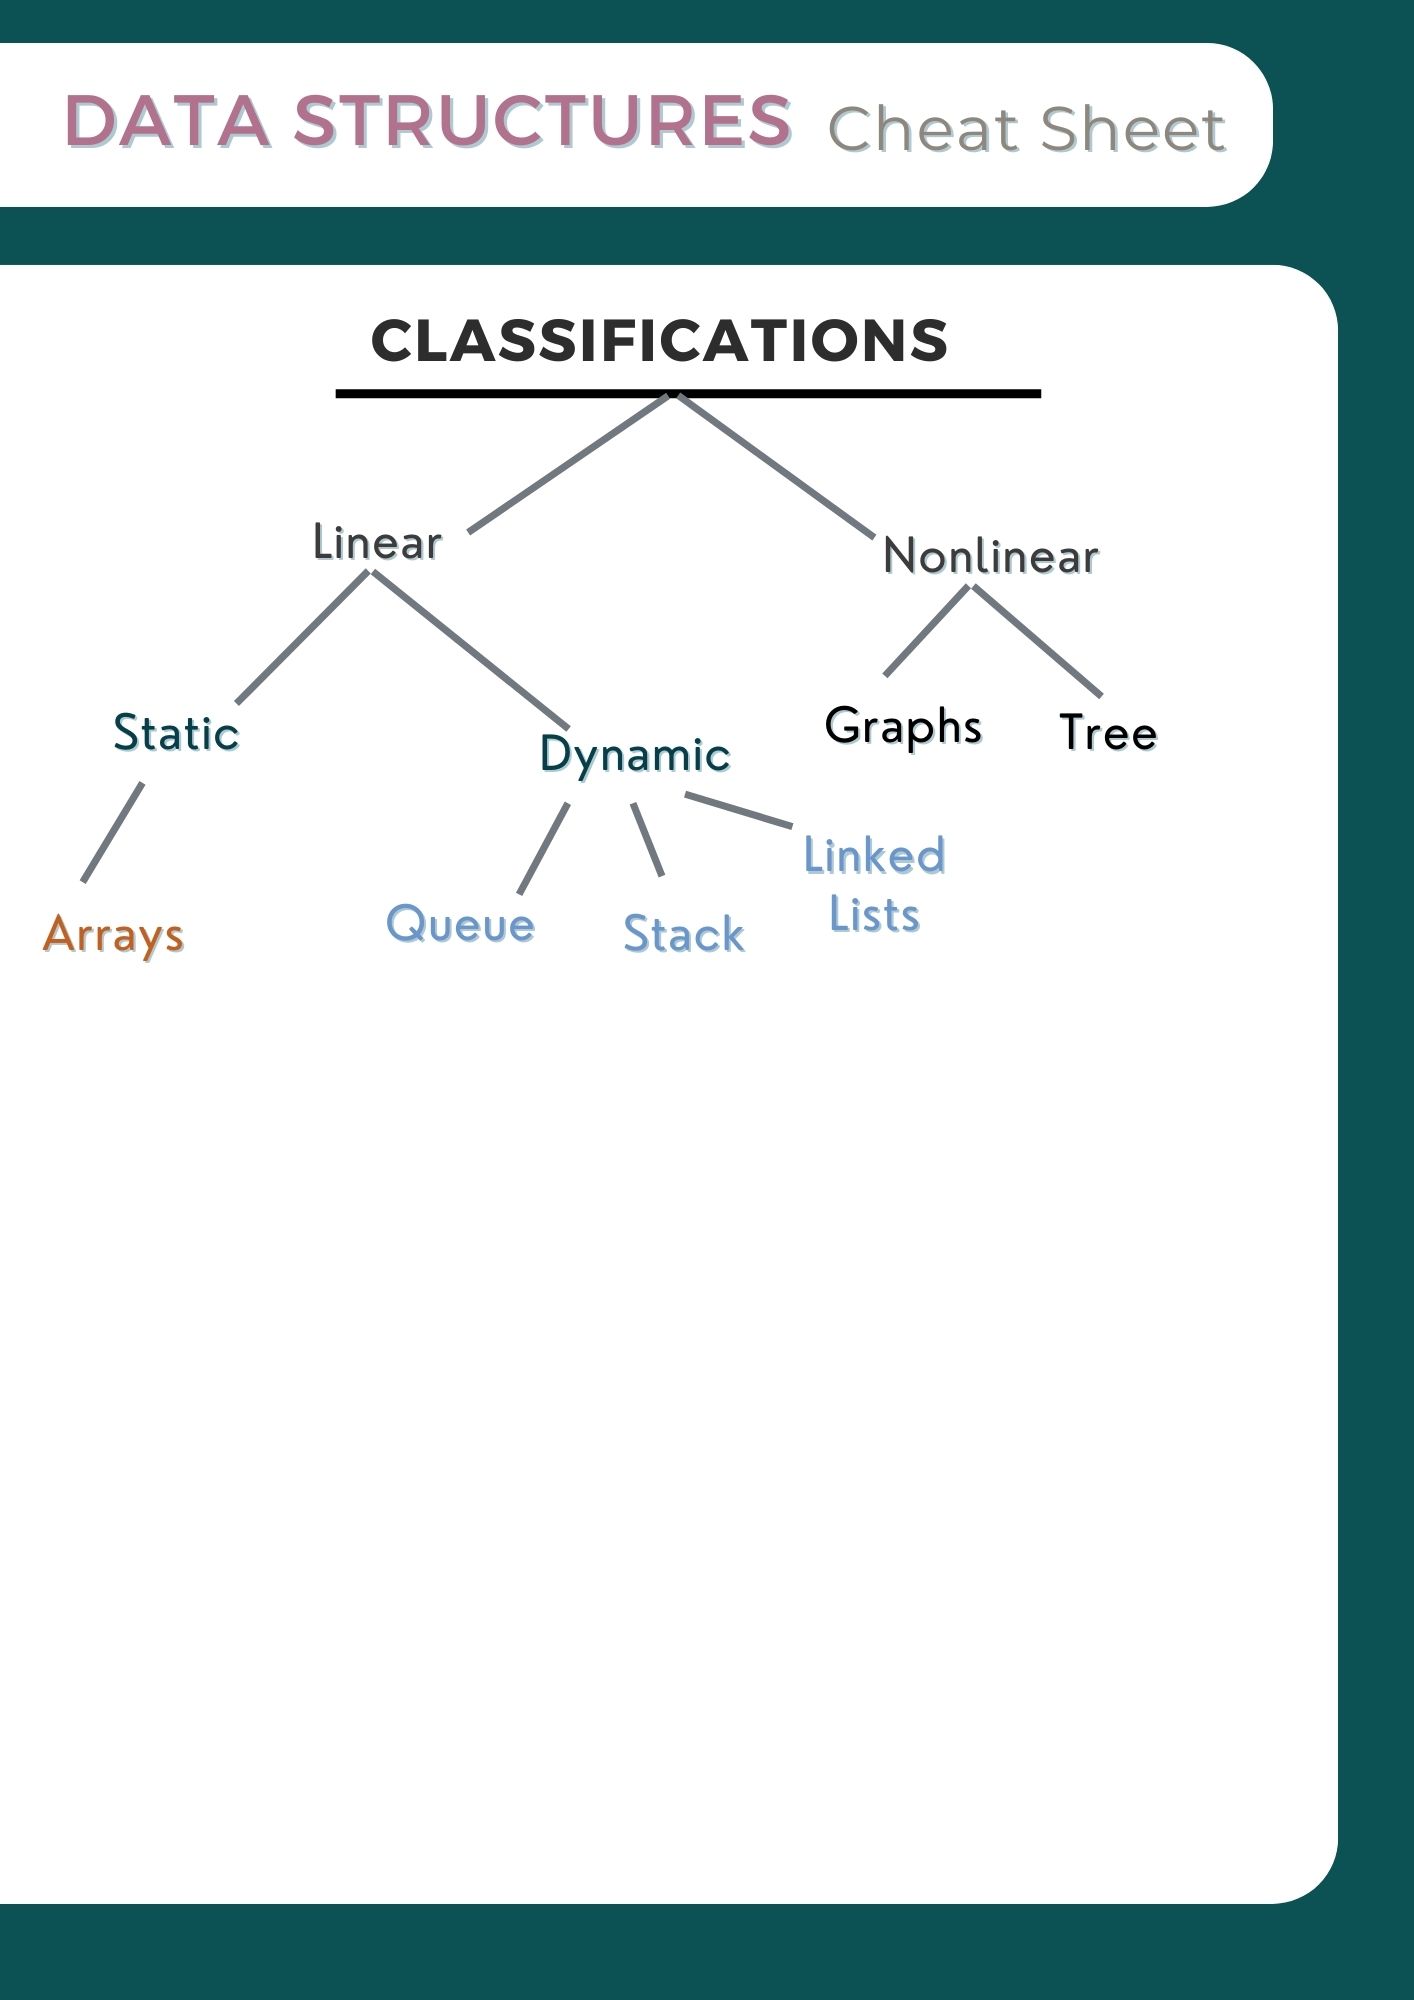 DATA STRUCTURES Cheat Sheet
CLASSIFICATIONS
Linear
Nonlinear
Static
Dynamic
Graphs
Tree
Arrays
Queue
Stack
Linked
Lists